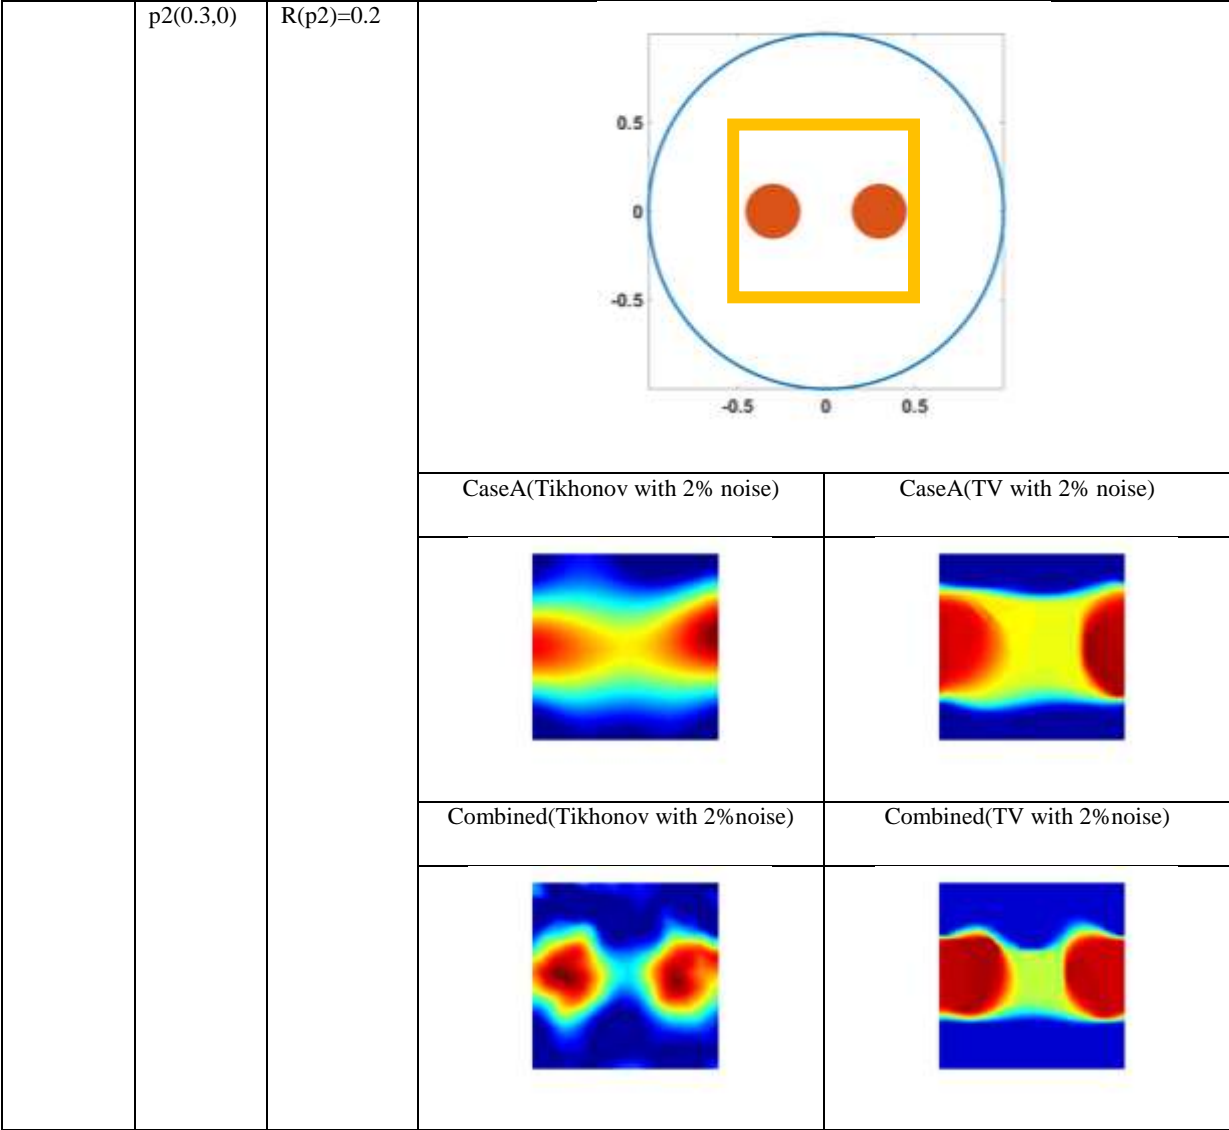 p2(0.3,0)
R(p2)=0.2
0.5
0
-0.5
-0.5
0
0.5
CaseA(Tikhonov with 2% noise)
CaseA(TV with 2% noise)
Combined(Tikhonov with 2%noise)
Combined(TV with 2%noise)